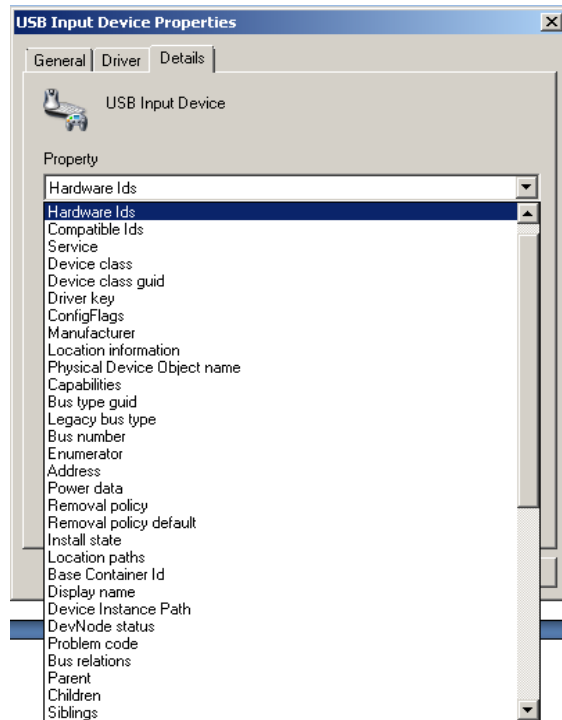 USB Input Device Properties
General Driver Details
USB Input Device
Property
Hardware Ids
Hardware Ids
Compatible Ids
Service
Device class
Device class guid
Driver key
ConfigFlags
Manufacturer
Location information
Physical Device Object name
Capabilities
Bus type guid
Legacy bus type
Bus number
Enumerator
Address
Power data
Removal policy
Removal policy default
Install state
Location paths
Base Container Id
Display name
Device Instance Path
DevNode status
Problem code
Bus relations
Parent
Children
Siblings